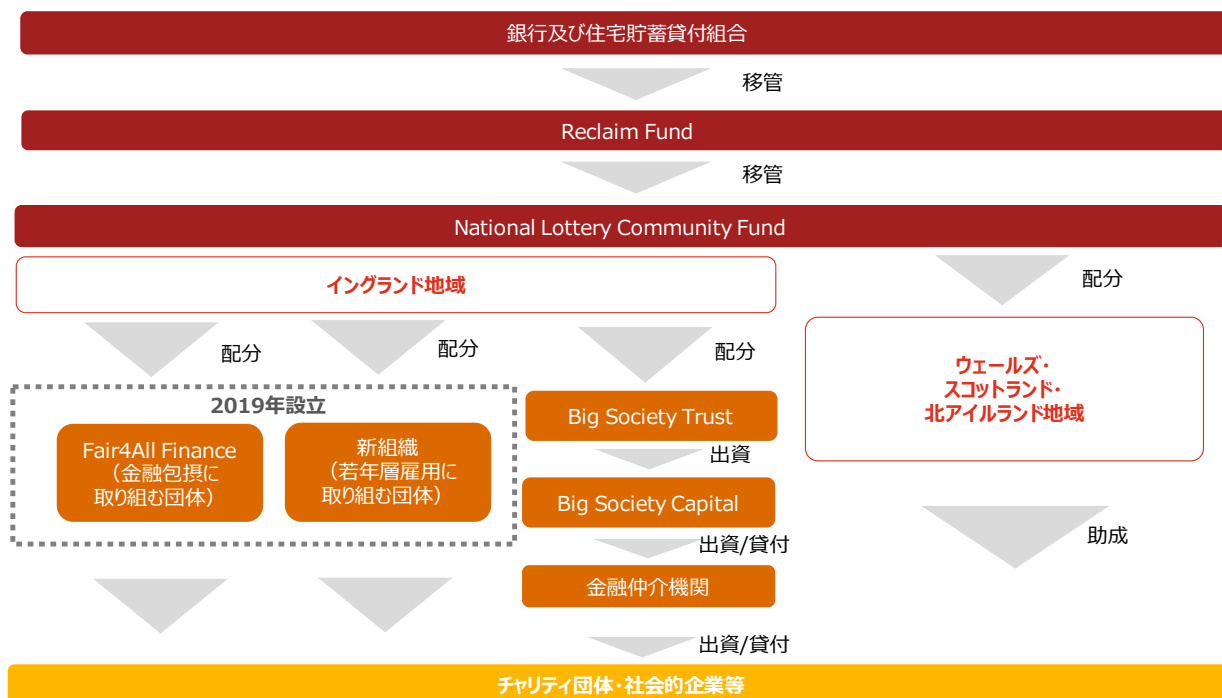 銀行及び住宅貯蓄貸付組合
移管
Reclaim Fund
移管
National Lottery Community Fund
イングランド地域
配分
配分
配分
配分
2019年設立
Fair4All Finance
（金融包摂に
取り組む団体）
新組織
（若年層雇用に
取り組む団体）
Big Society Trust
出資
Big Society Capital
出資/貸付
金融仲介機関
出資/貸付
ウェールズ・
スコットランド・
北アイルランド地域
助成
チャリティ団体・社会的企業等